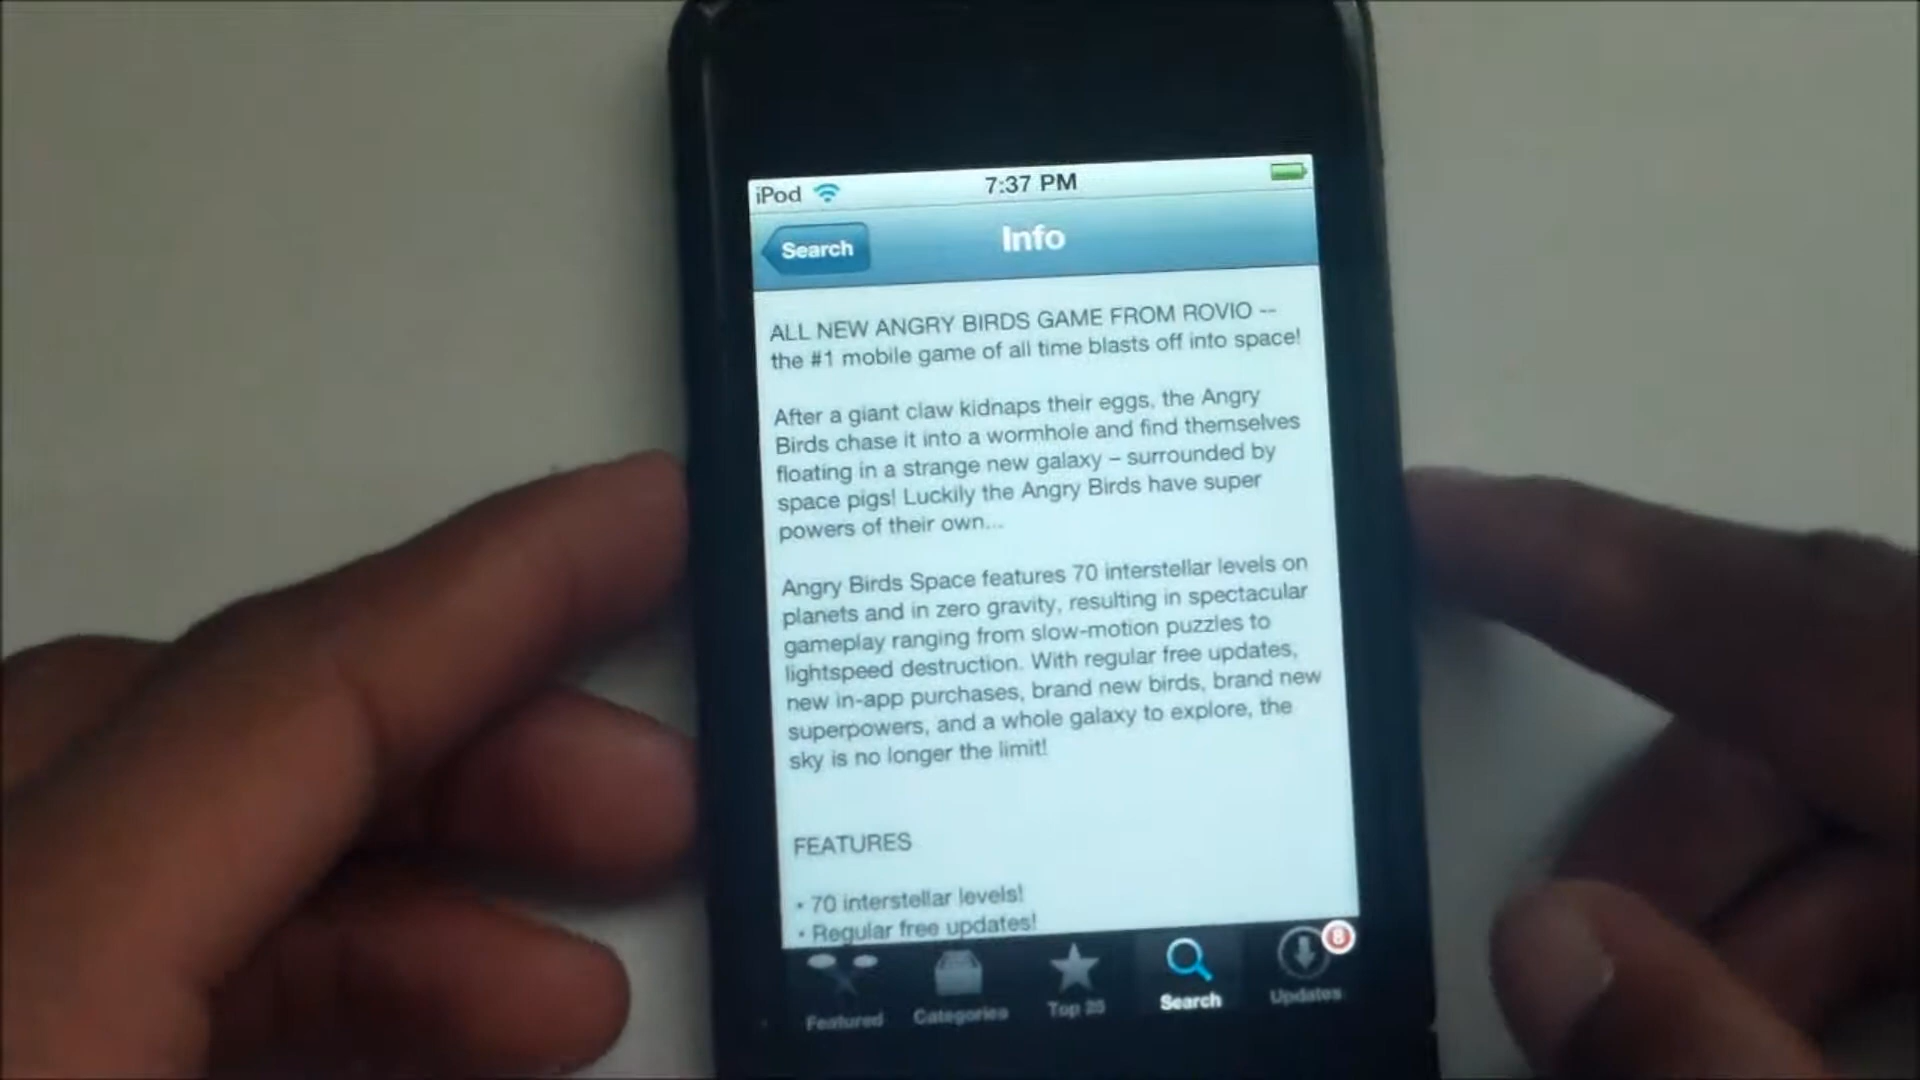 iPod 7:37 PM
Search Info
ALL NEW ANGRY BIRDS GAME FROM ROVIO --
the #1 mobile game of all time blasts off into space!
After a giant claw kidnaps their eggs, the Angry
Birds chase it into a wormhole and find themselves
floating in a strange new galaxy – surrounded by
space pigs! Luckily the Angry Birds have super
powers of their own...
Angry Birds Space features 70 interstellar levels on
planets and in zero gravity, resulting in spectacular
gameplay ranging from slow-motion puzzles to
lightspeed destruction. With regular free updates,
new in-app purchases, brand new birds, brand new
superpowers, and a whole galaxy to explore, the
sky is no longer the limit!
FEATURES
• 70 interstellar levels!
• Regular free updates!
8
Featured Categories Top 25 Search Updates